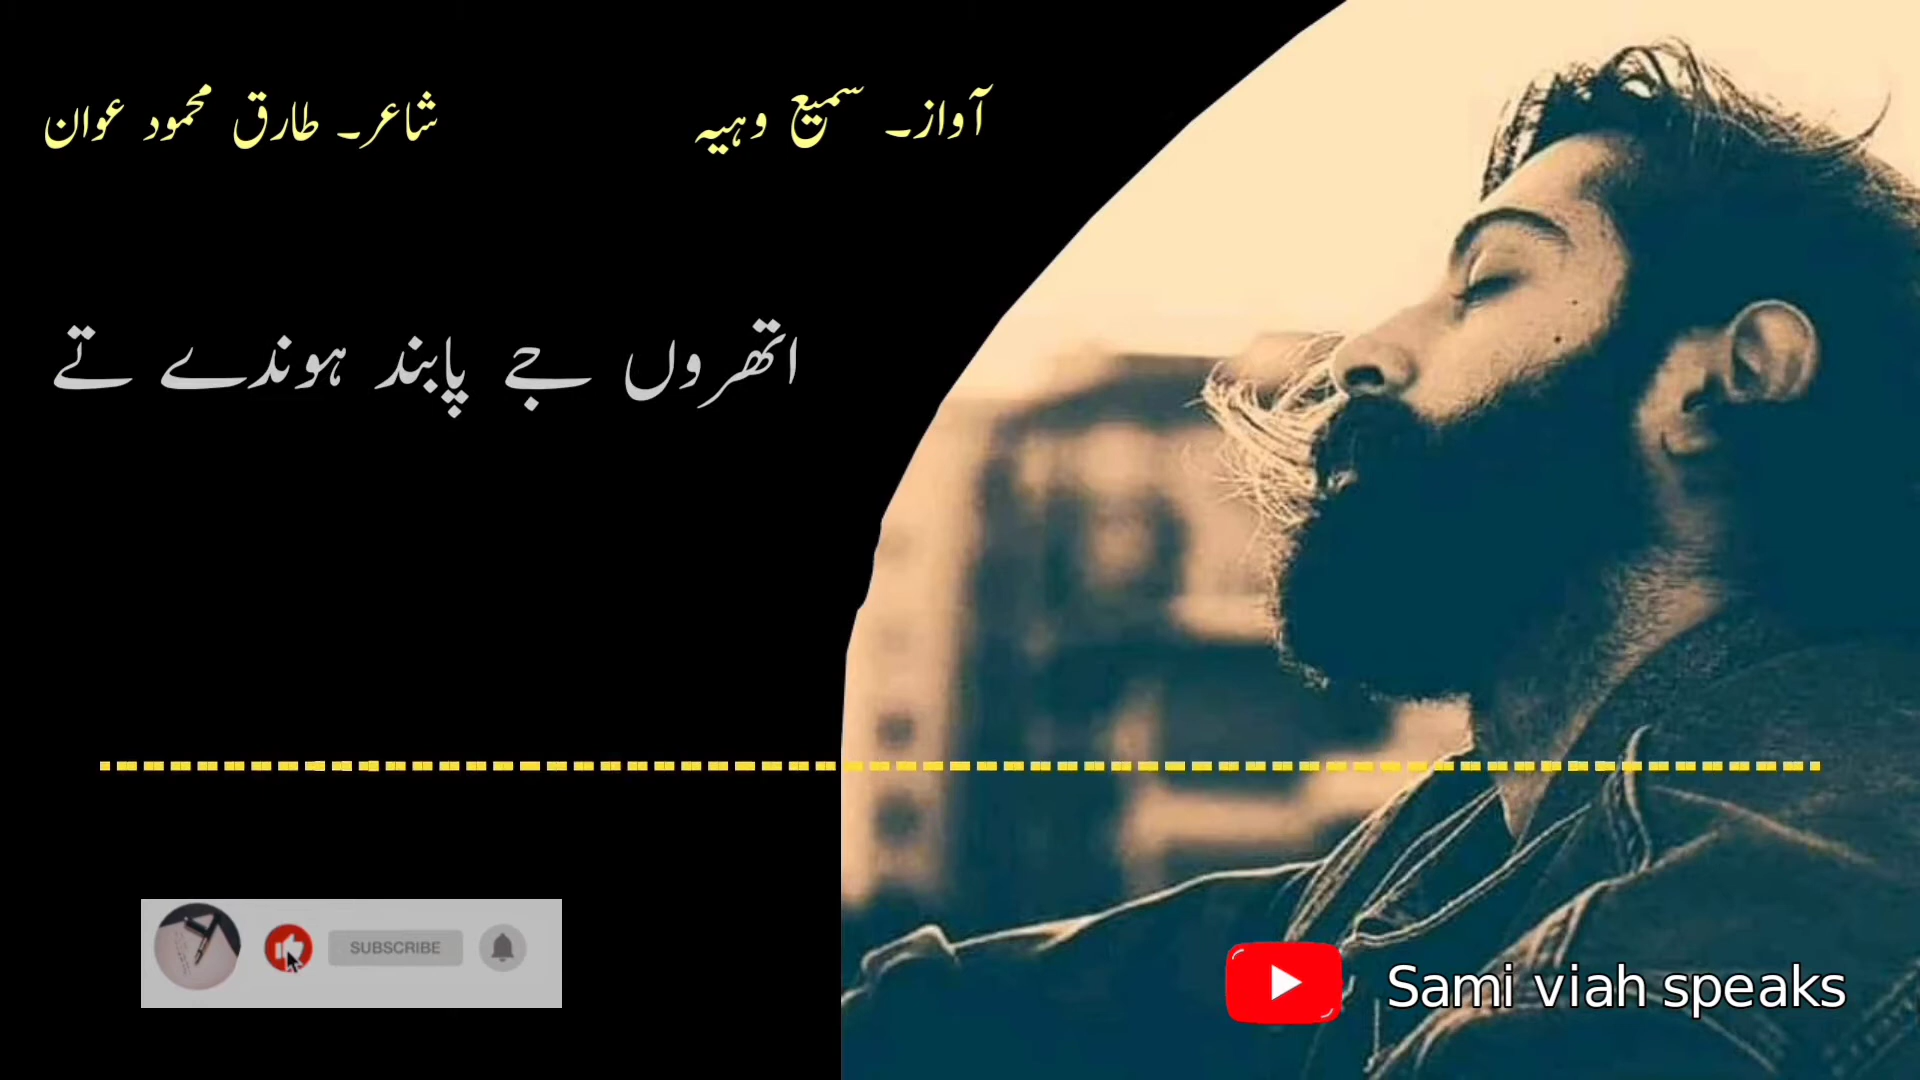 آواز۔ سمیع وہیہ
شاعر۔ طارق محمود عوان
اتھروں جے پابند ہوندے تے
SUBSCRIBE
Sami viah speaks